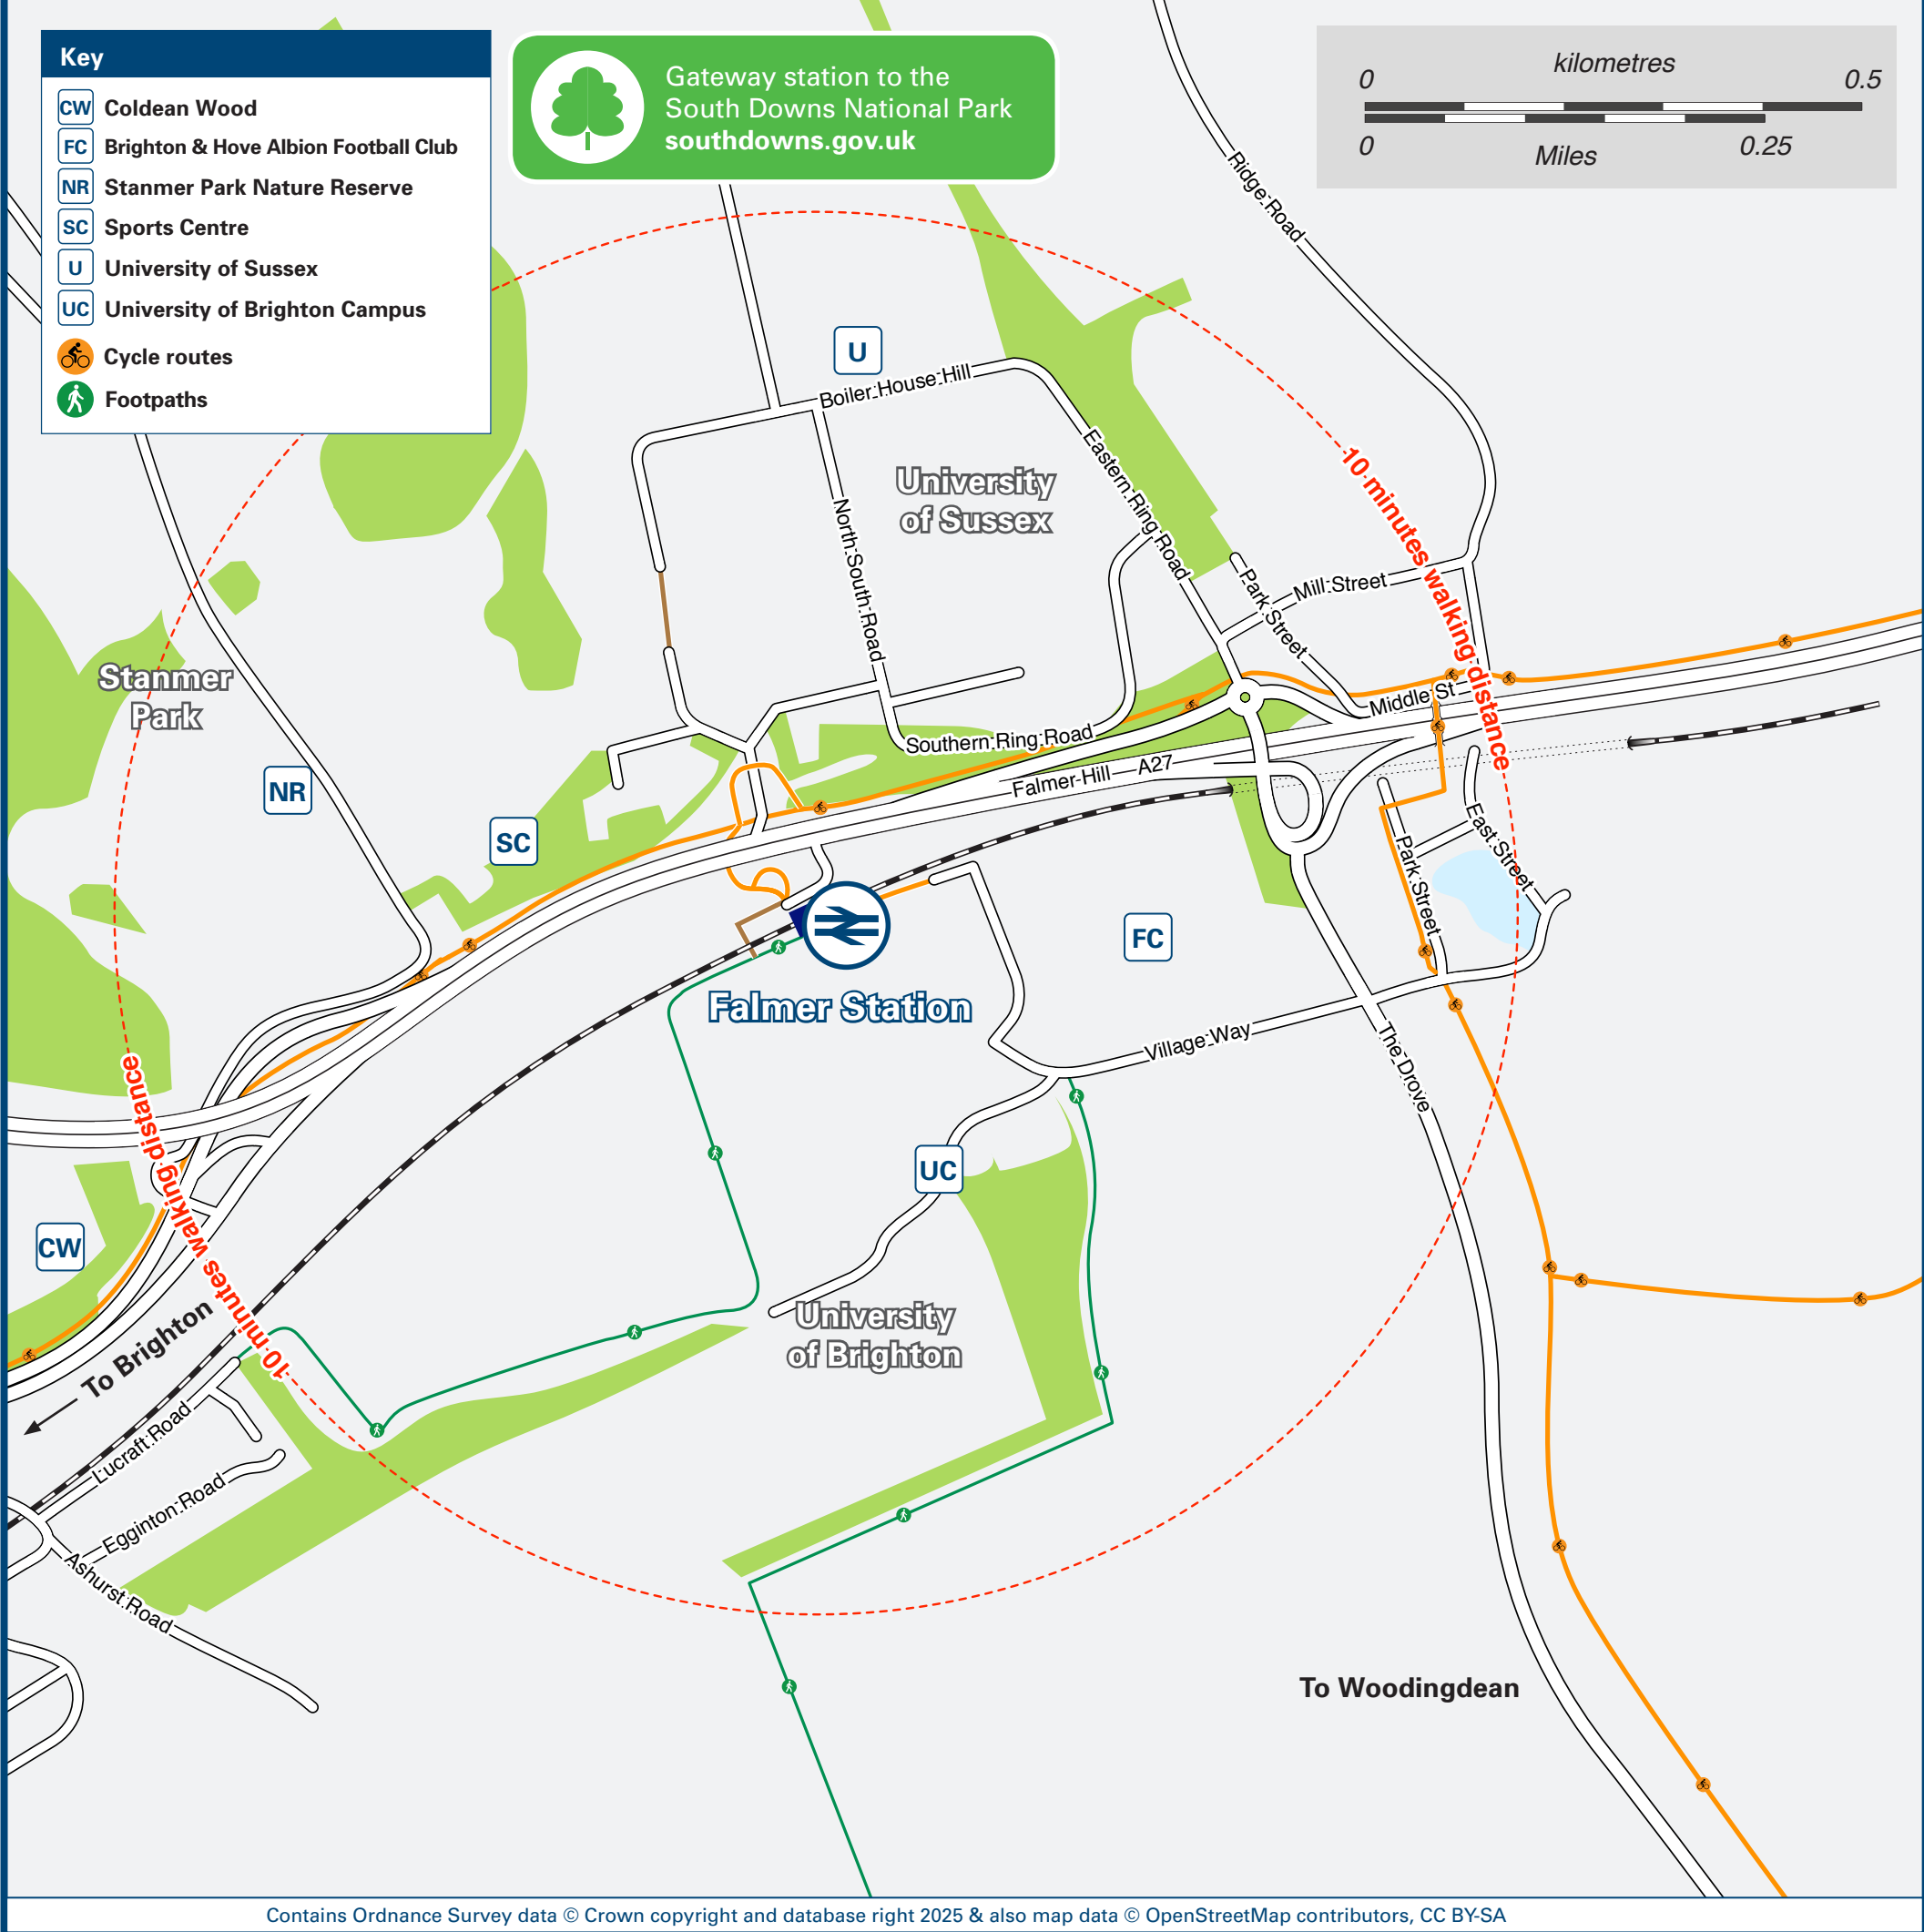 Key
CW Coldean Wood
FC Brighton & Hove Albion Football Club
NR Stanmer Park Nature Reserve
SC Sports Centre
U University of Sussex
UC University of Brighton Campus
Cycle routes
Footpaths
Gateway station to the
South Downs National Park
southdowns.gov.uk
kilometres
0 0.5
0 0.25
Miles
Ridge Road
U
Boiler House Hill
University
of Sussex
Eastern Ring Road
North South Road
10 minutes walking distance
Park Street
Mill Street
Stanmer
Park
Middle St
Southern Ring Road
Falmer Hill A27
NR
SC
East Street
Park Street
FC
Falmer Station
Village Way
The Drove
10 minutes walking distance
UC
CW
University
of Brighton
To Brighton
Lucraft Road
Egginton Road
Ashurst Road
To Woodingdean
Contains Ordnance Survey data © Crown copyright and database right 2025 & also map data © OpenStreetMap contributors, CC BY-SA